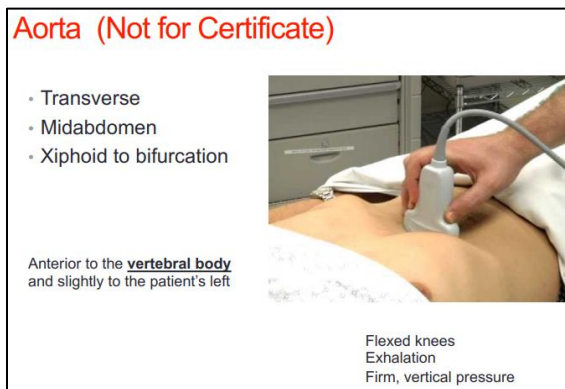 Aorta (Not for Certificate)
• Transverse
• Midabdomen
• Xiphoid to bifurcation
Anterior to the vertebral body
and slightly to the patient's left
Flexed knees
Exhalation
Firm, vertical pressure